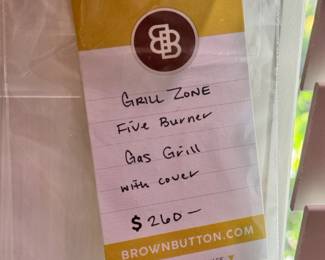 B B
GRILL ZONE
Five Burner
Gas Grill
with cover
$260—
BROWNBUTTON.COM